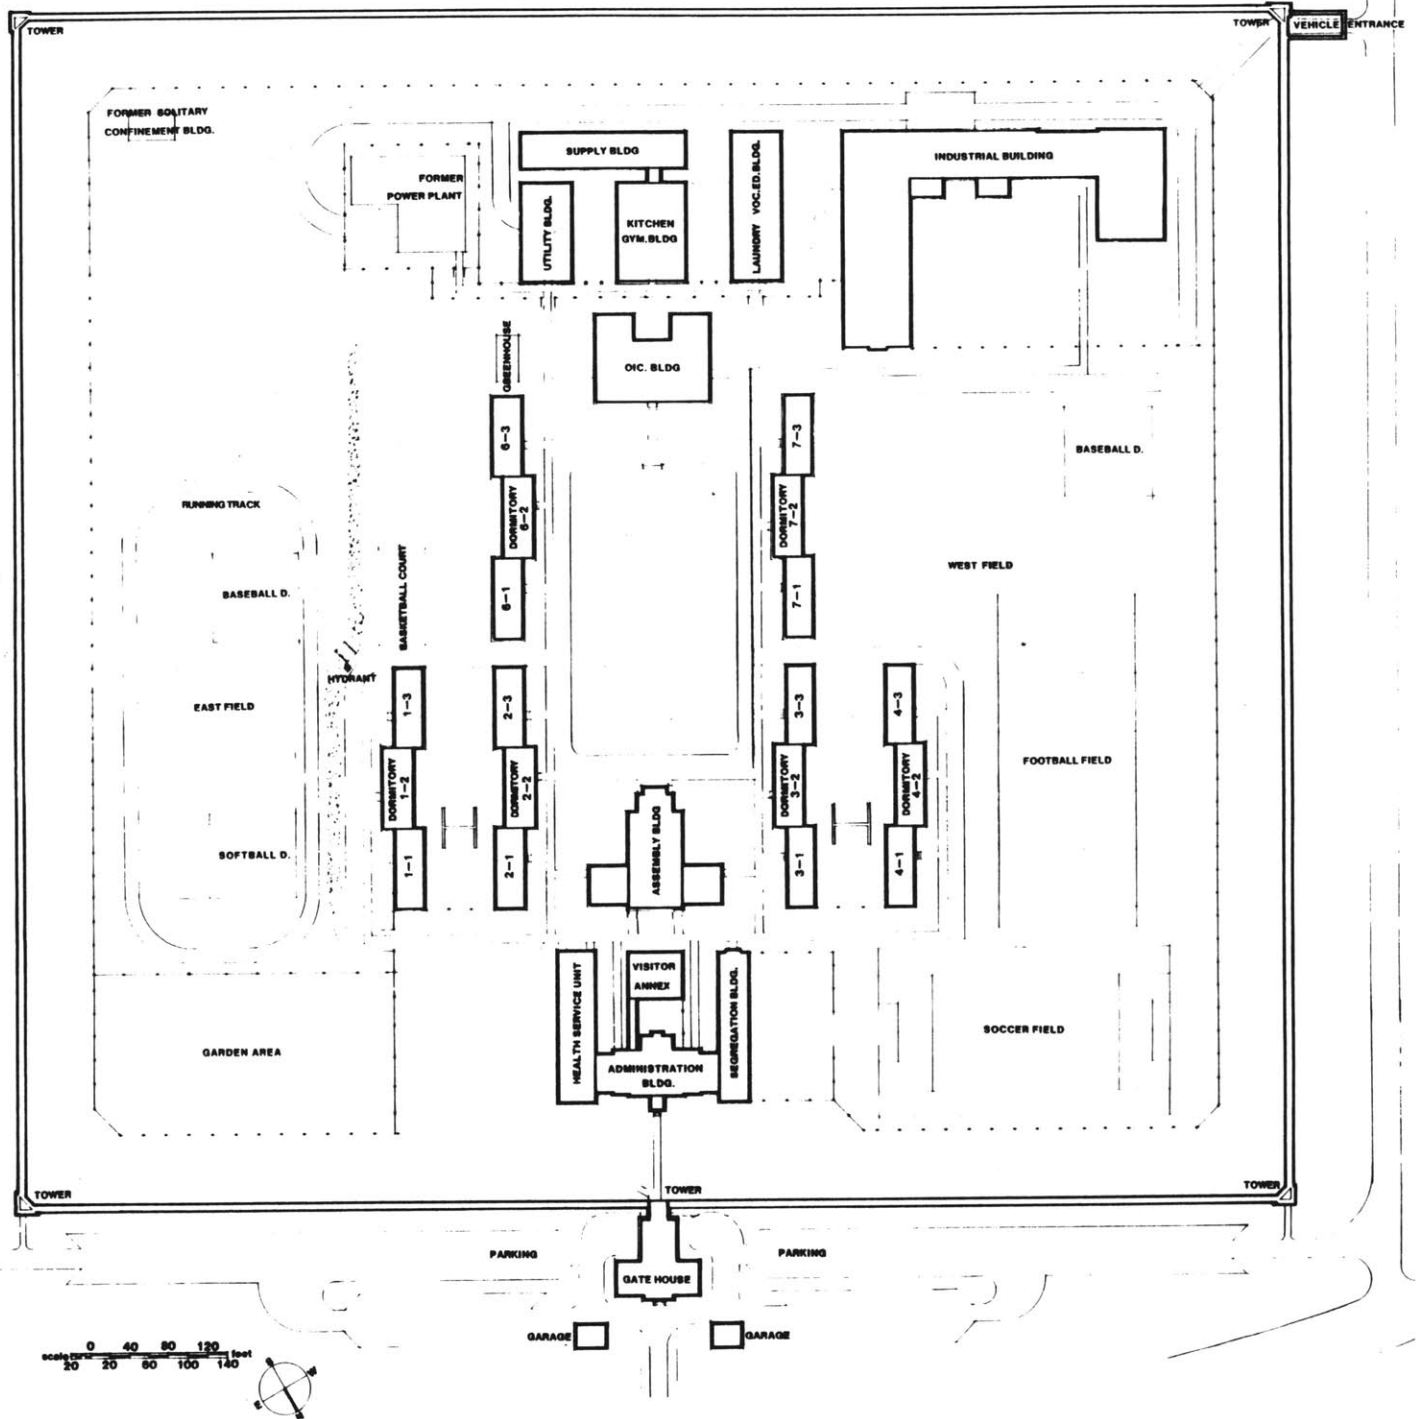 TOWER
TOWER
VEHICLE ENTRANCE
FORMER SOLITARY
CONFINEMENT BLDG.
SUPPLY BLDG
LAUNDRY VOC.ED.BLDG.
INDUSTRIAL BUILDING
FORMER
POWER PLANT
UTILITY BLDG.
KITCHEN
GYM.BLDG
GREENHOUSE
OIC. BLDG
6-3
7-3
BASEBALL D.
RUNNING TRACK
DORMITORY
6-2
DORMITORY
7-2
BASKETBALL COURT
WEST FIELD
BASEBALL D.
6-1
7-1
HYDRANT
EAST FIELD
1-3
2-3
3-3
4-3
FOOTBALL FIELD
DORMITORY
1-2
DORMITORY
2-2
DORMITORY
3-2
DORMITORY
4-2
SOFTBALL D.
ASSEMBLY BLDG
1-1
2-1
3-1
4-1
HEALTH SERVICE UNIT
VISITOR
ANNEX
SEGREGATION BLDG.
SOCCER FIELD
GARDEN AREA
ADMINISTRATION
BLDG.
TOWER
TOWER
TOWER
PARKING
PARKING
GATE HOUSE
GARAGE
GARAGE
0 40 80 120
scale feet
20 20 60 100 140